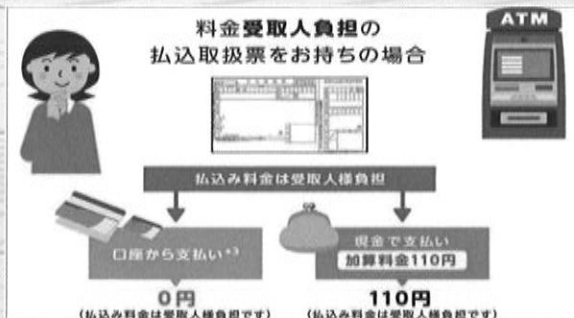 ATM
料金受取人負担の
払込取扱票をお持ちの場合
払込み料金は受取人様負担
口座から支払い*3
現金で支払い
加算料金110円
0円
(払込み料金は受取人様負担です)
110円
(払込み料金は受取人様負担です)